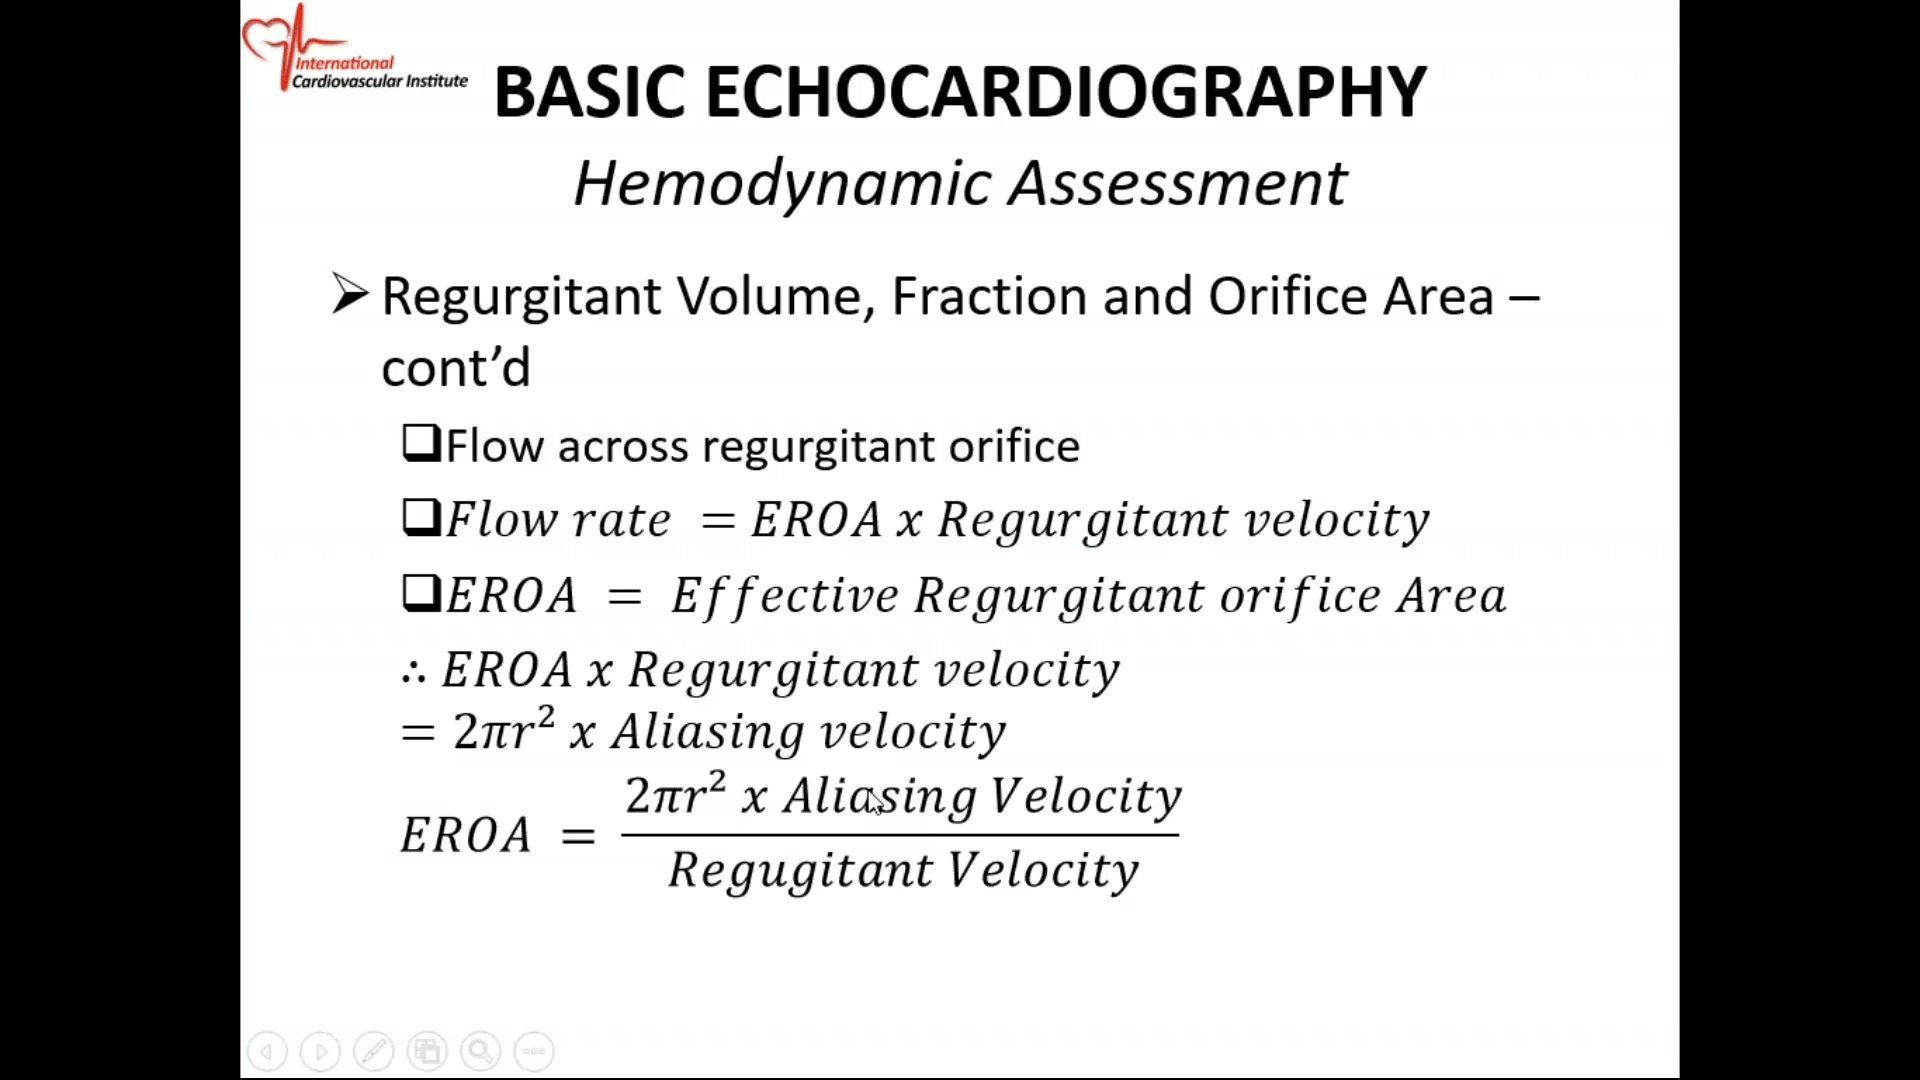 International
Cardiovascular Institute
BASIC ECHOCARDIOGRAPHY
Hemodynamic Assessment
➢ Regurgitant Volume, Fraction and Orifice Area –
cont’d
❑Flow across regurgitant orifice
❑Flow rate = EROA x Regurgitant velocity
❑EROA = Effective Regurgitant orifice Area
∴ EROA x Regurgitant velocity
= 2πr² x Aliasing velocity
2πr² x Aliasing Velocity
EROA =
Regugitant Velocity